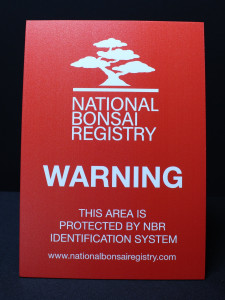 NATIONAL
BONSAI
REGISTRY
WARNING
THIS AREA IS
PROTECTED BY NBR
IDENTIFICATION SYSTEM
www.nationalbonsairegistry.com